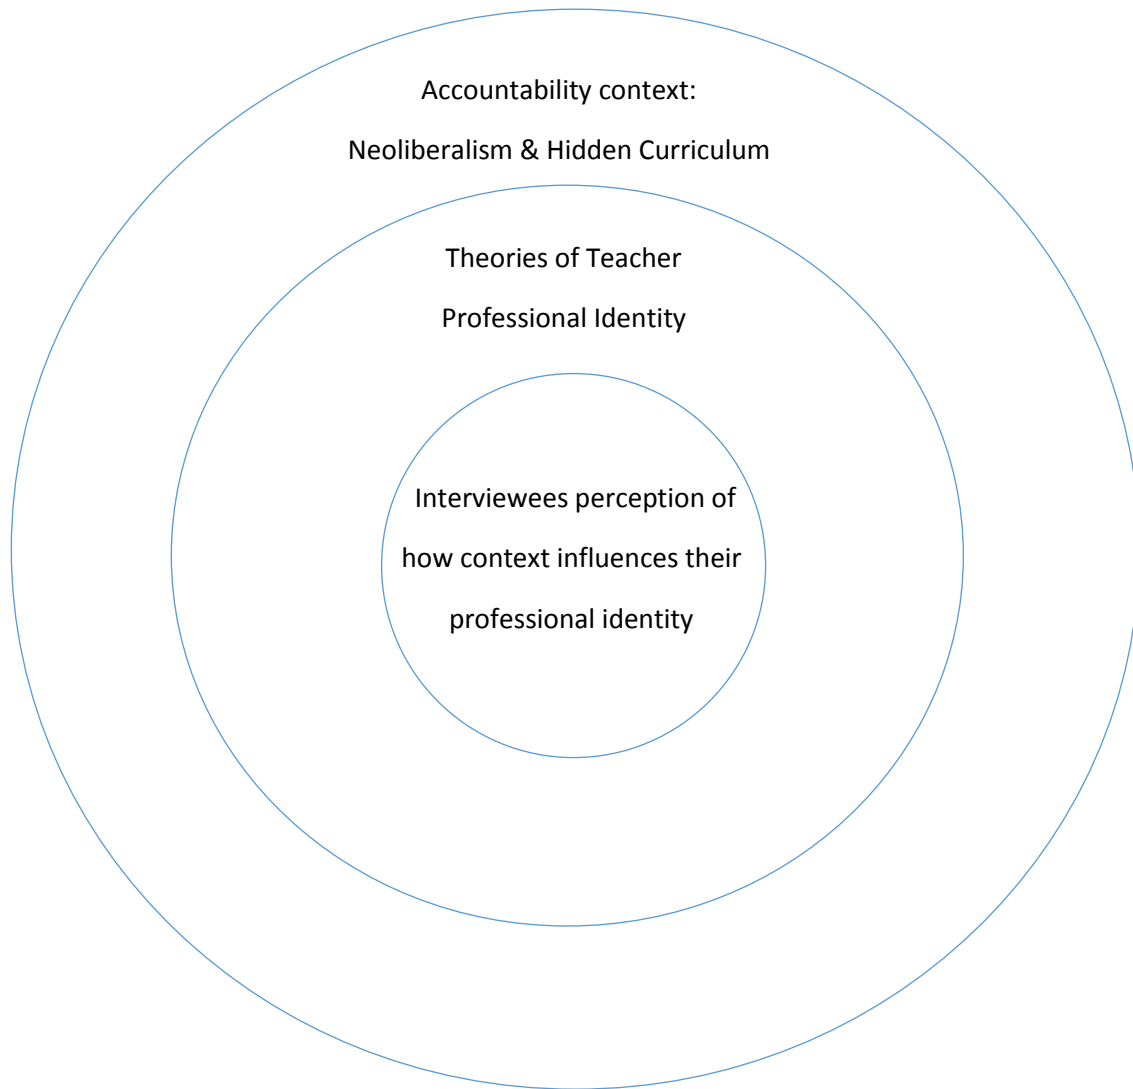 Accountability context:
Neoliberalism & Hidden Curriculum
Theories of Teacher
Professional Identity
Interviewees perception of
how context influences their
professional identity